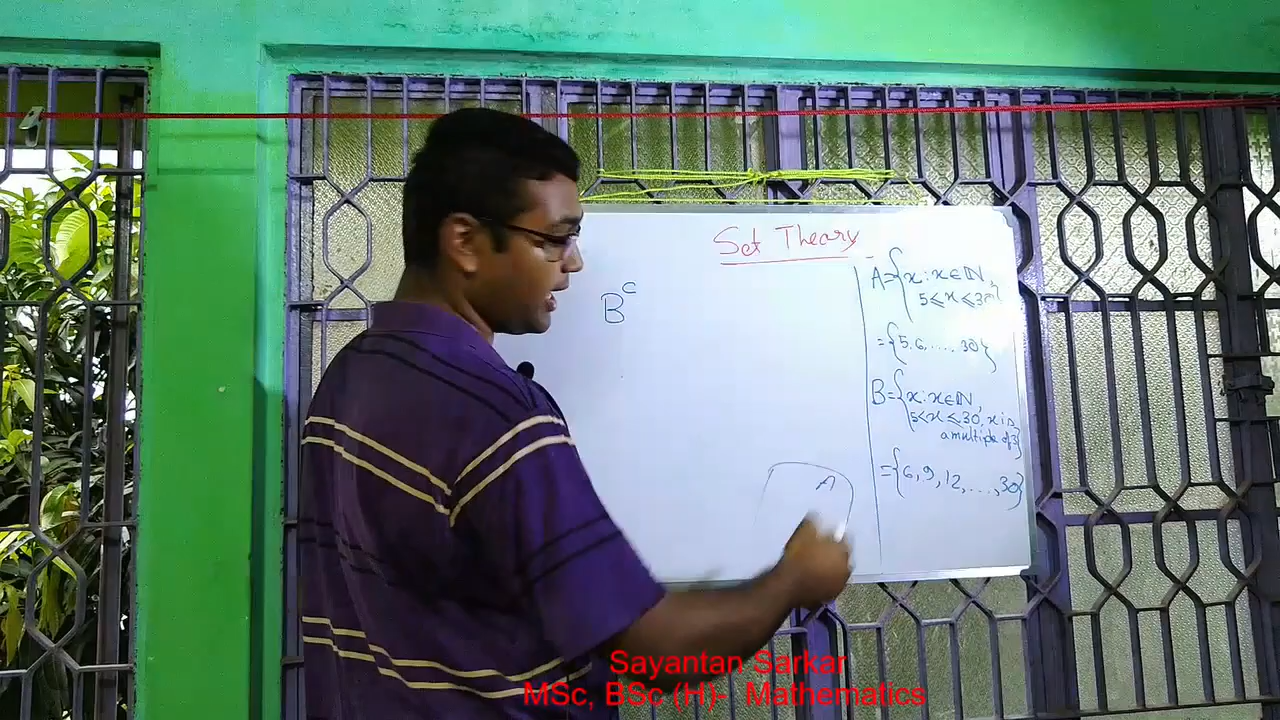 Set Theory
B^c
A={x:x∈ℕ,
5≤x≤30}
={5,6,....30}
B={x:x∈ℕ,
5≤x≤30, x is
a multiple of 3}
={6,9,12,...,30}
A
Sayantan Sarkar
MSc, BSc (H)- Mathematics